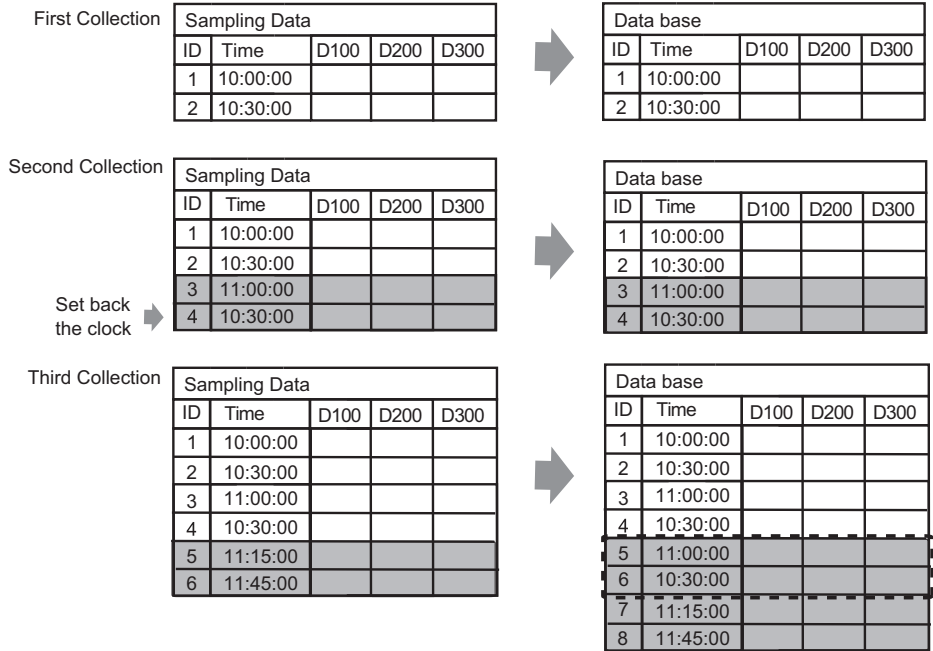 First Collection
Sampling Data
ID Time D100 D200 D300
1 10:00:00
2 10:30:00
Data base
ID Time D100 D200 D300
1 10:00:00
2 10:30:00
Second Collection
Sampling Data
ID Time D100 D200 D300
1 10:00:00
2 10:30:00
3 11:00:00
4 10:30:00
Set back
the clock
Data base
ID Time D100 D200 D300
1 10:00:00
2 10:30:00
3 11:00:00
4 10:30:00
Third Collection
Sampling Data
ID Time D100 D200 D300
1 10:00:00
2 10:30:00
3 11:00:00
4 10:30:00
5 11:15:00
6 11:45:00
Data base
ID Time D100 D200 D300
1 10:00:00
2 10:30:00
3 11:00:00
4 10:30:00
5 11:00:00
6 10:30:00
7 11:15:00
8 11:45:00